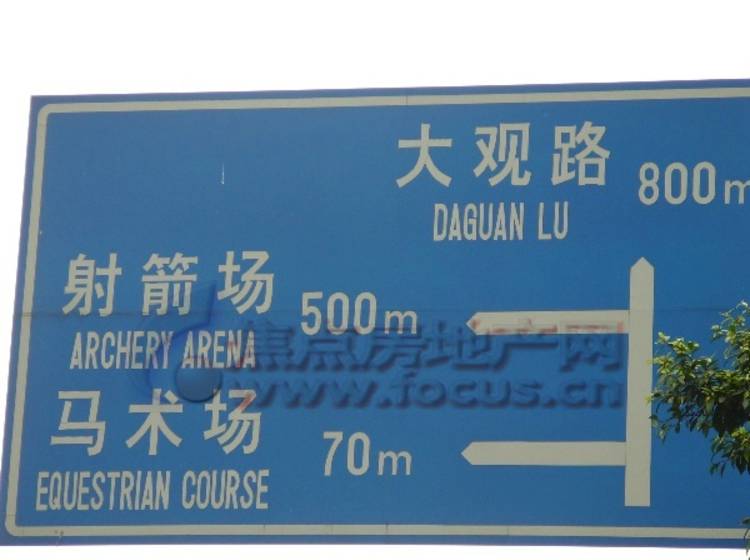 大观路 800m
DAGUAN LU
射箭场 500m
ARCHERY ARENA
焦点房地产网
www.focus.cn
马术场 70m
EQUESTRIAN COURSE